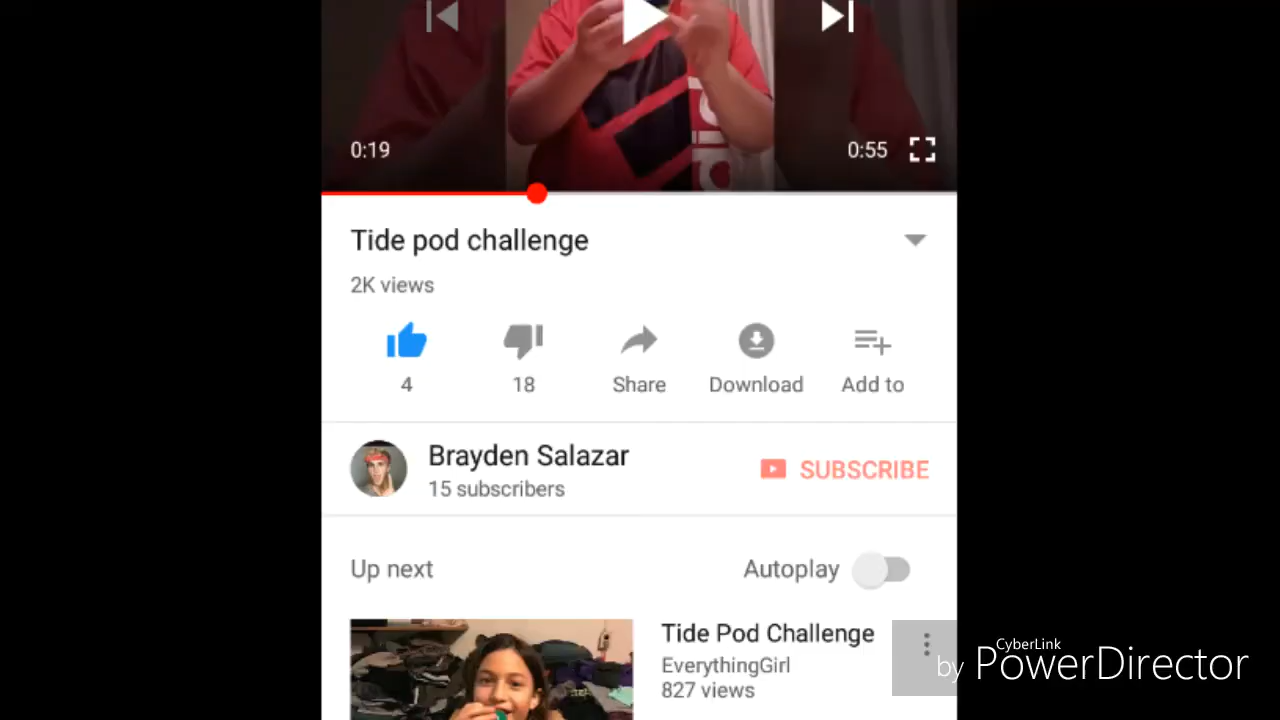 0:19
0:55
Tide pod challenge
2K views
4
18
Share
Download
Add to
Brayden Salazar
15 subscribers
SUBSCRIBE
Up next
Autoplay
Tide Pod Challenge
EverythingGirl
827 views
CyberLink
by PowerDirector